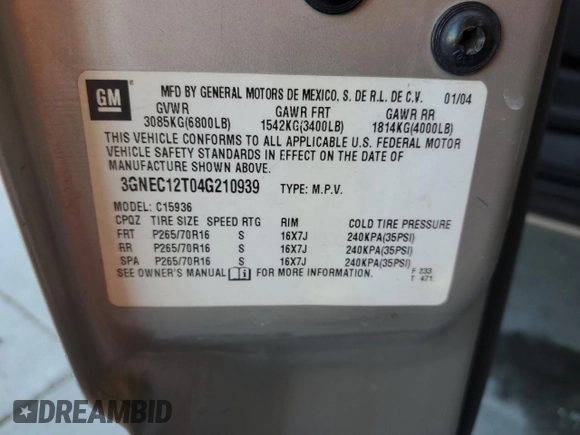 GM
MFD BY GENERAL MOTORS DE MEXICO, S. DE R.L. DE C.V. 01/04
GVWR GAWR FRT GAWR RR
3085KG(6800LB) 1542KG(3400LB) 1814KG(4000LB)
THIS VEHICLE CONFORMS TO ALL APPLICABLE U.S. FEDERAL MOTOR
VEHICLE SAFETY STANDARDS IN EFFECT ON THE DATE OF
MANUFACTURE SHOWN ABOVE.
3GNEC12T04G210939 TYPE: M.P.V.
MODEL: C15936
CPQZ TIRE SIZE SPEED RTG RIM COLD TIRE PRESSURE
FRT P265/70R16 S 16X7J 240KPA(35PSI)
RR P265/70R16 S 16X7J 240KPA(35PSI)
SPA P265/70R16 S 16X7J 240KPA(35PSI)
SEE OWNER'S MANUAL FOR MORE INFORMATION.
F 233
T 471
DREAMBID